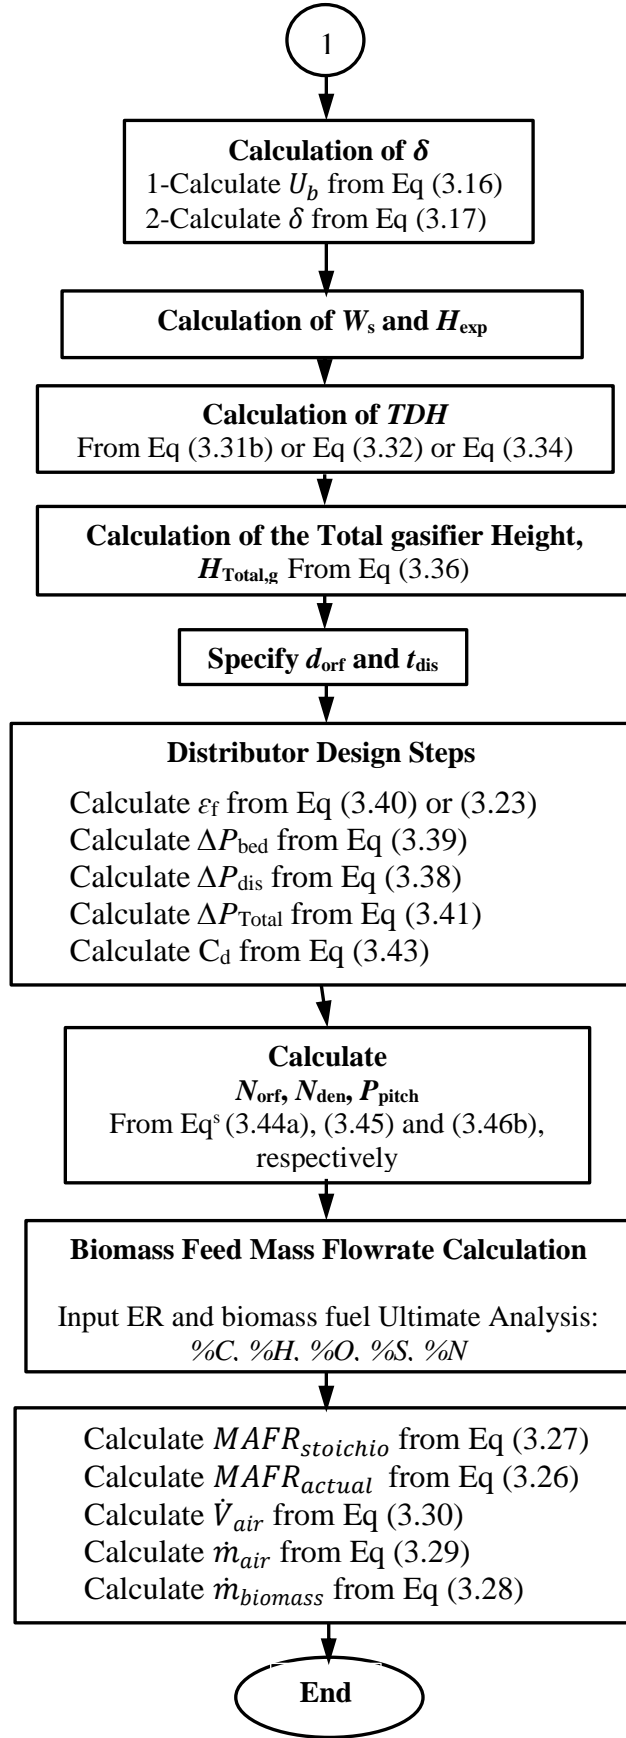 1
Calculation of δ
1-Calculate U_b from Eq (3.16)
2-Calculate δ from Eq (3.17)
Calculation of W_s and H_exp
Calculation of TDH
From Eq (3.31b) or Eq (3.32) or Eq (3.34)
Calculation of the Total gasifier Height,
H_Total,g From Eq (3.36)
Specify d_orf and t_dis
Distributor Design Steps
Calculate ε_f from Eq (3.40) or (3.23)
Calculate ΔP_bed from Eq (3.39)
Calculate ΔP_dis from Eq (3.38)
Calculate ΔP_Total from Eq (3.41)
Calculate C_d from Eq (3.43)
Calculate
N_orf, N_den, P_pitch
From Eq^s (3.44a), (3.45) and (3.46b),
respectively
Biomass Feed Mass Flowrate Calculation
Input ER and biomass fuel Ultimate Analysis:
%C, %H, %O, %S, %N
Calculate MAFR_stoichio from Eq (3.27)
Calculate MAFR_actual from Eq (3.26)
Calculate V̇_air from Eq (3.30)
Calculate ṁ_air from Eq (3.29)
Calculate ṁ_biomass from Eq (3.28)
End